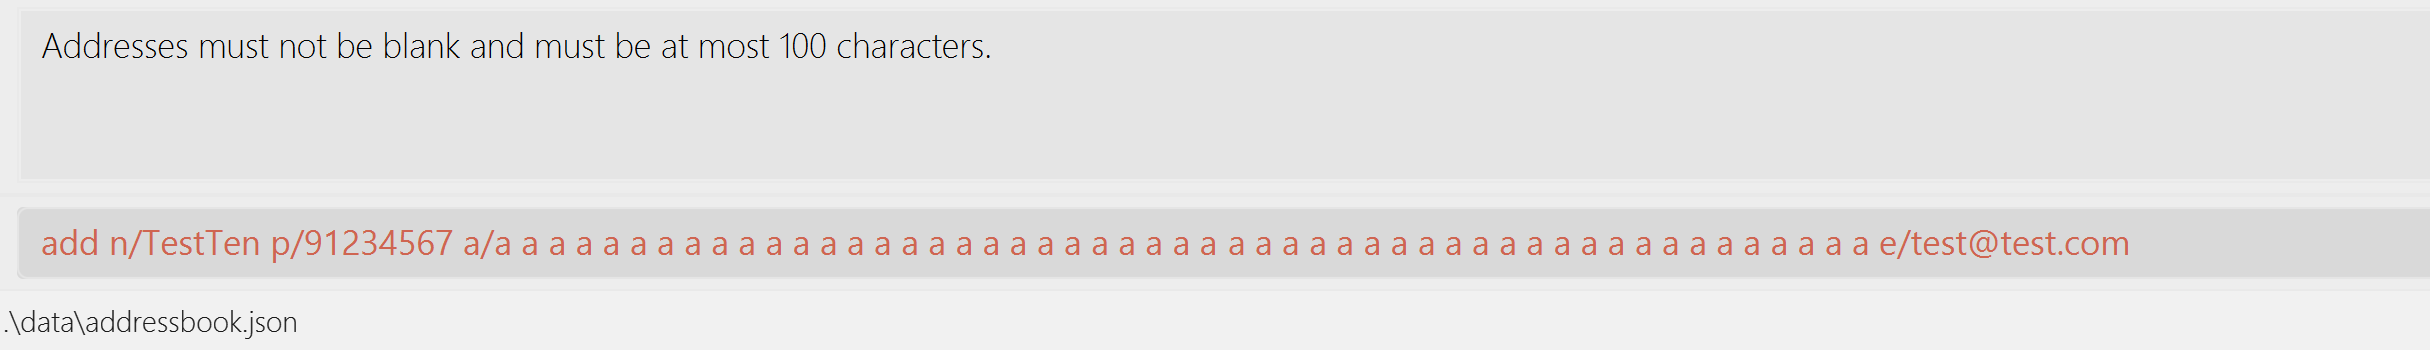 Addresses must not be blank and must be at most 100 characters.
add n/TestTen p/91234567 a/a a a a a a a a a a a a a a a a a a a a a a a a a a a a a a a a a a a a a a a a a a a a a a a a a a a e/test@test.com
.\data\addressbook.json